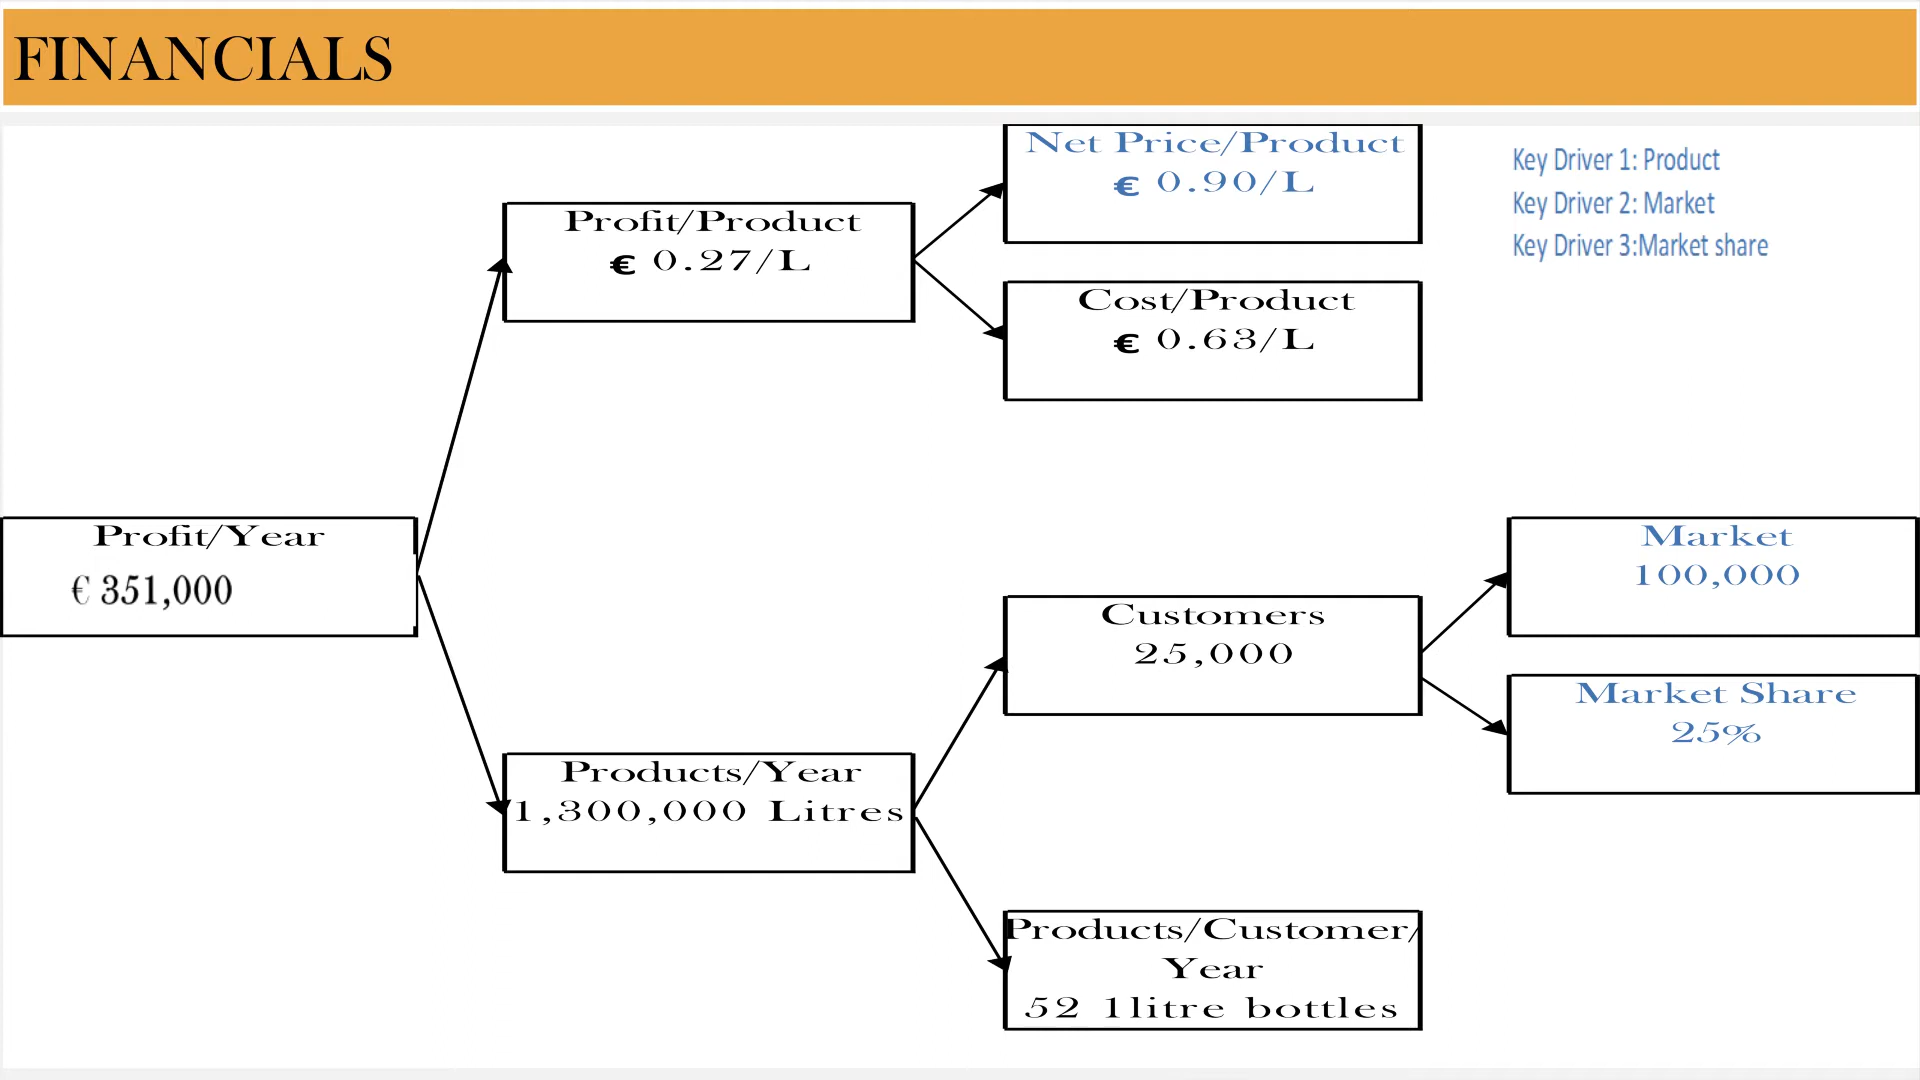 FINANCIALS
Net Price/Product
€ 0.90/L
Key Driver 1: Product
Key Driver 2: Market
Key Driver 3:Market share
Profit/Product
€ 0.27/L
Cost/Product
€ 0.63/L
Profit/Year
€ 351,000
Market
100,000
Customers
25,000
Market Share
25%
Products/Year
1,300,000 Litres
Products/Customer/
Year
52 1litre bottles